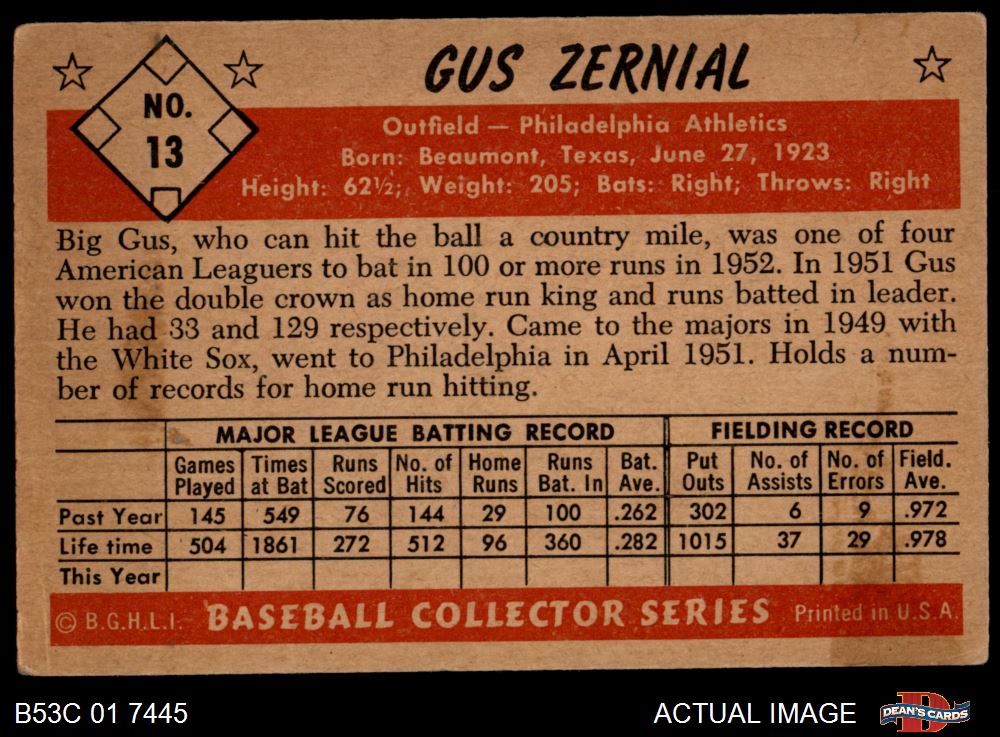 GUS ZERNIAL
NO.
13
Outfield — Philadelphia Athletics
Born: Beaumont, Texas, June 27, 1923
Height: 62½; Weight: 205; Bats: Right; Throws: Right
Big Gus, who can hit the ball a country mile, was one of four
American Leaguers to bat in 100 or more runs in 1952. In 1951 Gus
won the double crown as home run king and runs batted in leader.
He had 33 and 129 respectively. Came to the majors in 1949 with
the White Sox, went to Philadelphia in April 1951. Holds a num-
ber of records for home run hitting.
MAJOR LEAGUE BATTING RECORD FIELDING RECORD
Games Times Runs No. of Home Runs Bat. Put No. of No. of Field.
Played at Bat Scored Hits Runs Bat. In Ave. Outs Assists Errors Ave.
Past Year 145 549 76 144 29 100 .262 302 6 9 .972
Life time 504 1861 272 512 96 360 .282 1015 37 29 .978
This Year
© B.G.H.L.I. BASEBALL COLLECTOR SERIES Printed in U.S.A.
B53C 01 7445 ACTUAL IMAGE DEAN'S CARDS